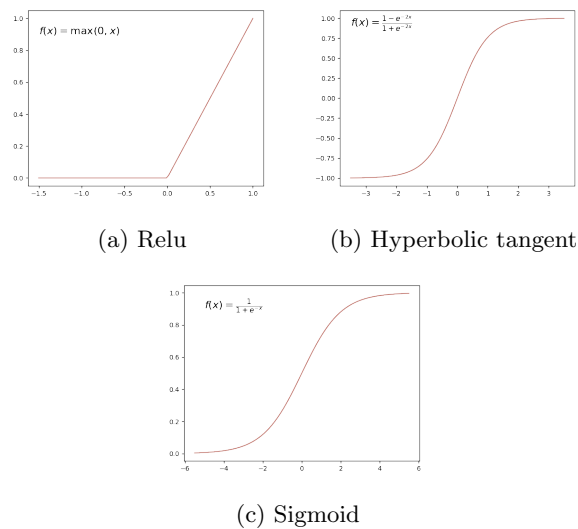 f(x) = max(0, x)
1.0
0.8
0.6
0.4
0.2
0.0
−1.5 −1.0 −0.5 0.0 0.5 1.0
(a) Relu
f(x) = \frac{1 − e^{−2x}}{1 + e^{−2x}}
1.00
0.75
0.50
0.25
0.00
−0.25
−0.50
−0.75
−1.00
−3 −2 −1 0 1 2 3
(b) Hyperbolic tangent
f(x) = \frac{1}{1 + e^{−x}}
1.0
0.8
0.6
0.4
0.2
0.0
−6 −4 −2 0 2 4 6
(c) Sigmoid